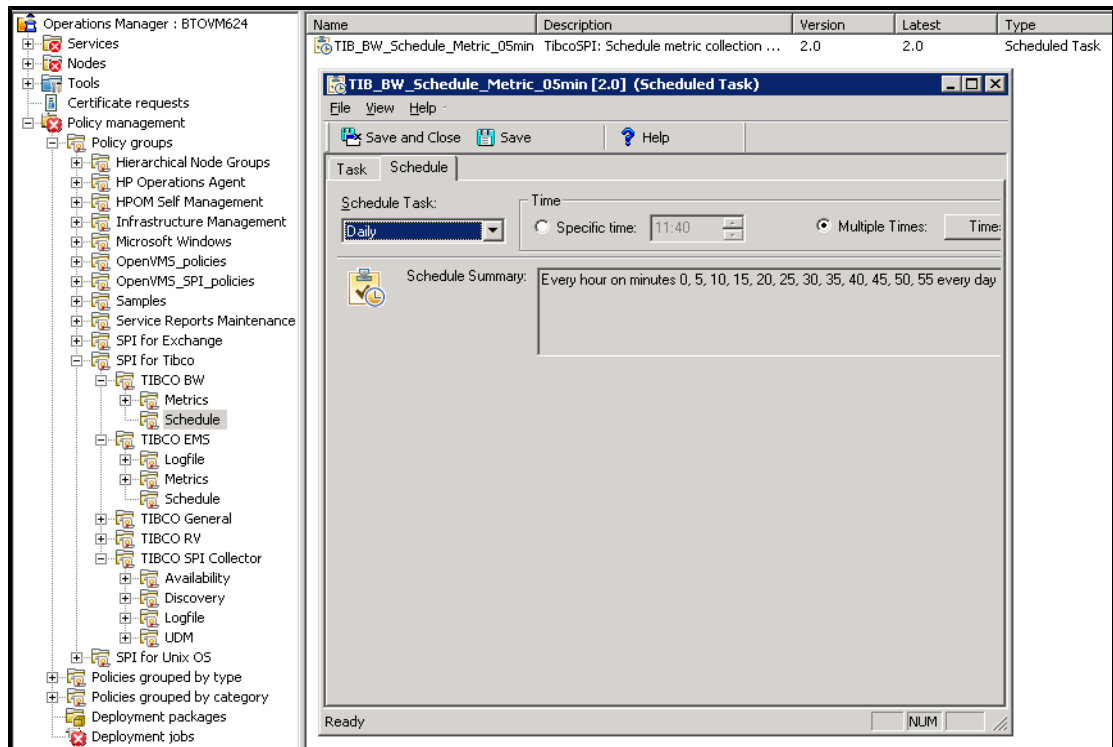 Operations Manager : BTOVM624
Services
Nodes
Tools
Certificate requests
Policy management
Policy groups
Hierarchical Node Groups
HP Operations Agent
HPOM Self Management
Infrastructure Management
Microsoft Windows
OpenVMS_policies
OpenVMS_SPI_policies
Samples
Service Reports Maintenance
SPI for Exchange
SPI for Tibco
TIBCO BW
Metrics
Schedule
TIBCO EMS
Logfile
Metrics
Schedule
TIBCO General
TIBCO RV
TIBCO SPI Collector
Availability
Discovery
Logfile
UDM
SPI for Unix OS
Policies grouped by type
Policies grouped by category
Deployment packages
Deployment jobs
Name Description Version Latest Type
TIB_BW_Schedule_Metric_05min TibcoSPI: Schedule metric collection ... 2.0 2.0 Scheduled Task
TIB_BW_Schedule_Metric_05min [2.0] (Scheduled Task)
File View Help
Save and Close Save Help
Task Schedule
Schedule Task: Time
Daily Specific time: 11:40 Multiple Times: Time:
Schedule Summary: Every hour on minutes 0, 5, 10, 15, 20, 25, 30, 35, 40, 45, 50, 55 every day
Ready NUM